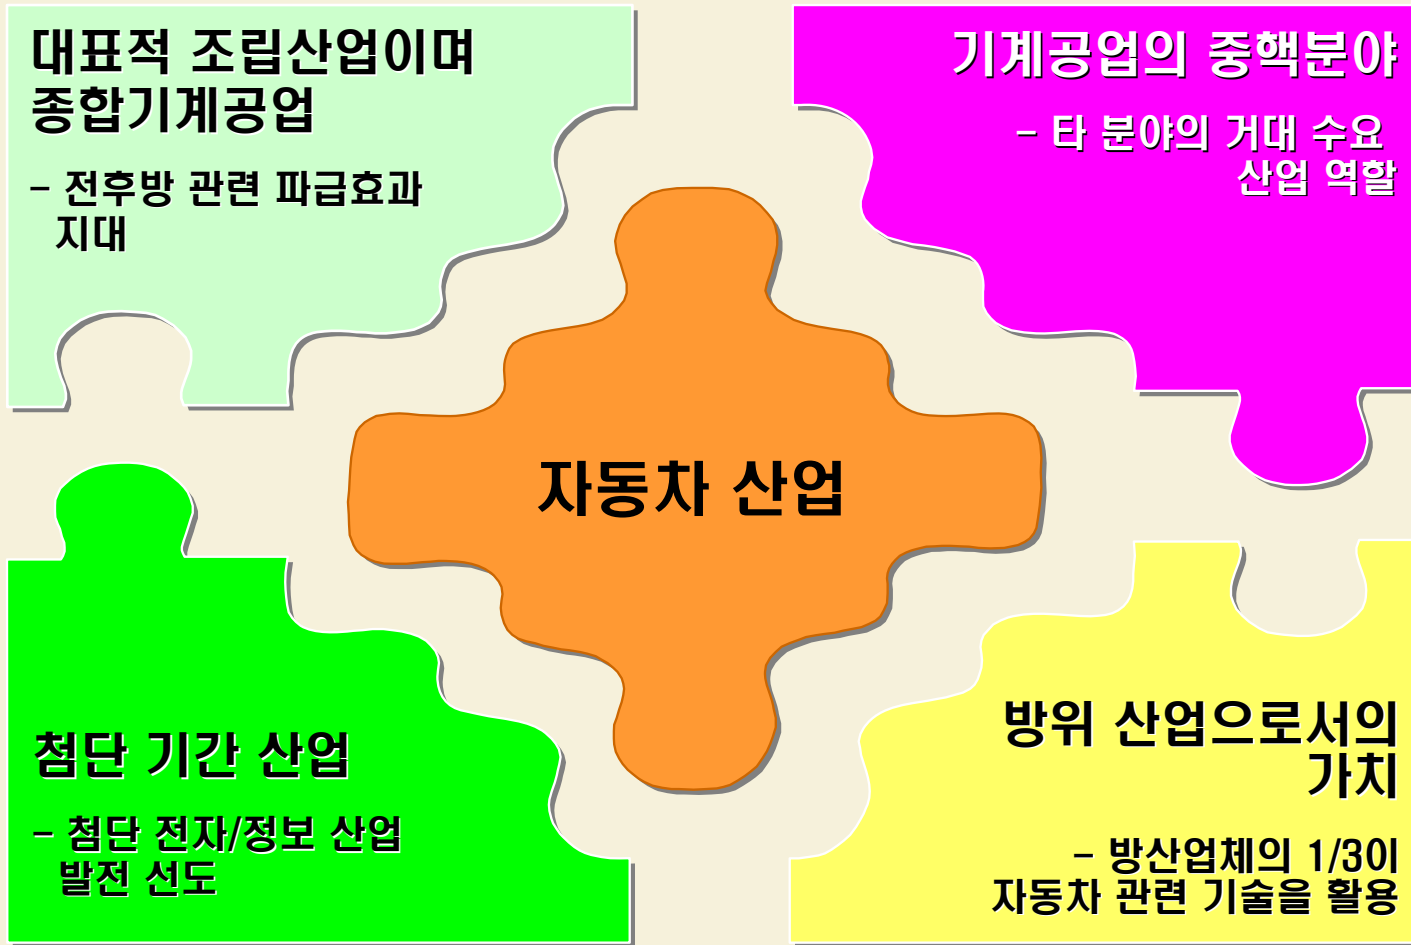 대표적 조립산업이며
종합기계공업
- 전후방 관련 파급효과
지대
기계공업의 중핵분야
- 타 분야의 거대 수요
산업 역할
자동차 산업
첨단 기간 산업
- 첨단 전자/정보 산업
발전 선도
방위 산업으로서의
가치
- 방산업체의 1/3이
자동차 관련 기술을 활용